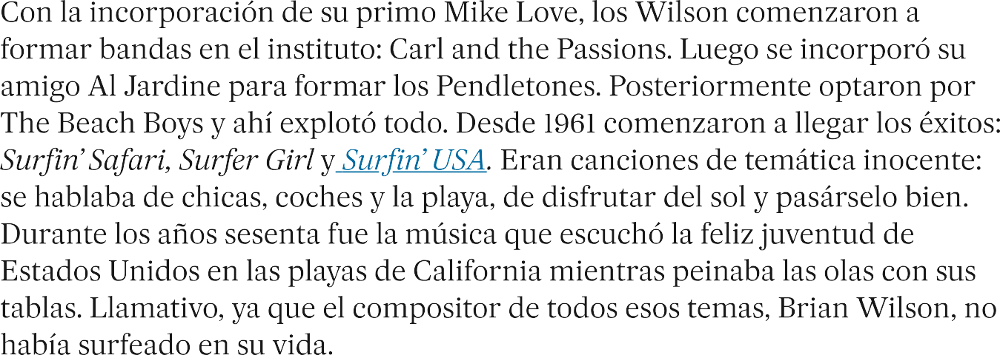 Con la incorporación de su primo Mike Love, los Wilson comenzaron a
formar bandas en el instituto: Carl and the Passions. Luego se incorporó su
amigo Al Jardine para formar los Pendletones. Posteriormente optaron por
The Beach Boys y ahí explotó todo. Desde 1961 comenzaron a llegar los éxitos:
Surfin’ Safari, Surfer Girl y Surfin’ USA. Eran canciones de temática inocente:
se hablaba de chicas, coches y la playa, de disfrutar del sol y pasárselo bien.
Durante los años sesenta fue la música que escuchó la feliz juventud de
Estados Unidos en las playas de California mientras peinaba las olas con sus
tablas. Llamativo, ya que el compositor de todos esos temas, Brian Wilson, no
había surfeado en su vida.